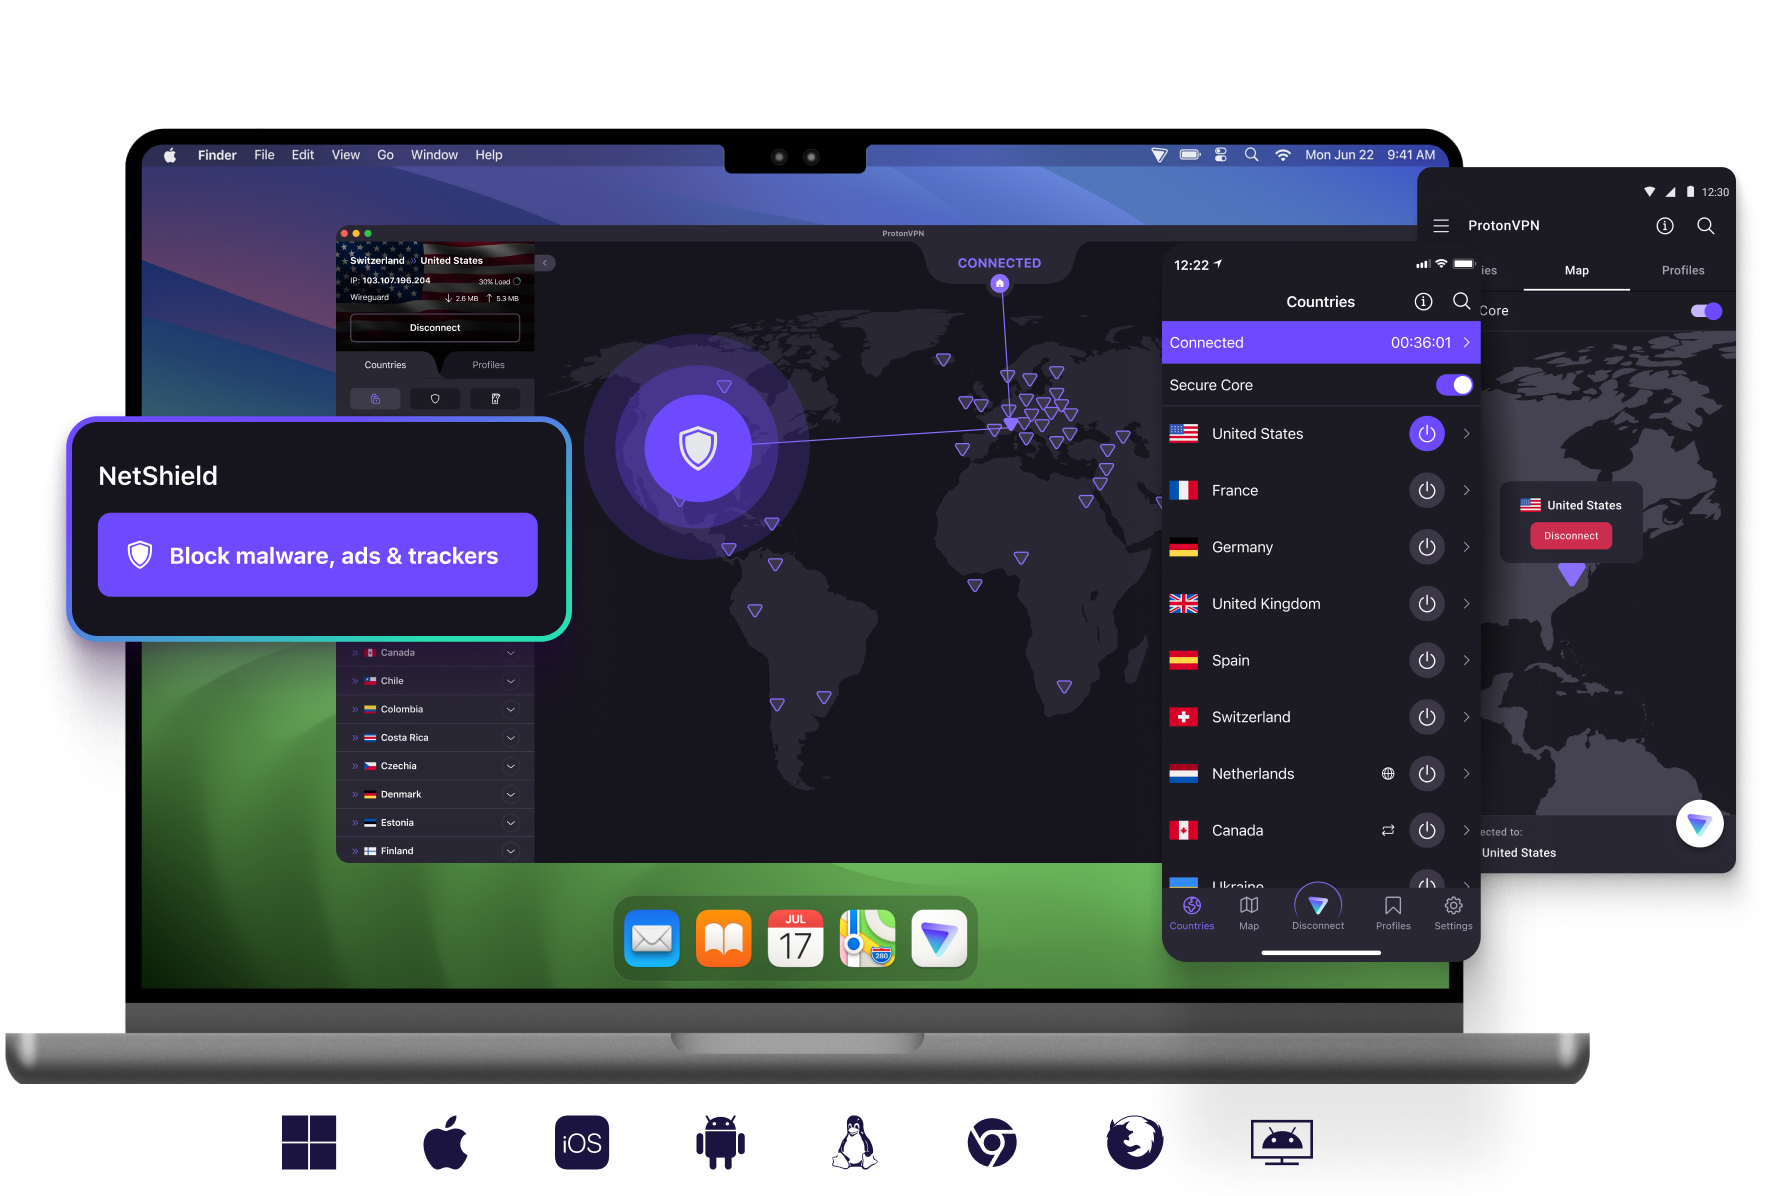 Finder File Edit View Go Window Help
Mon Jun 22 9:41 AM
ProtonVPN
Switzerland » United States
IP: 103.107.196.204 30% Load
Wireguard ↓ 2.6 MB ↑ 5.3 MB
Disconnect
Countries Profiles
CONNECTED
NetShield
Block malware, ads & trackers
Canada
Chile
Colombia
Costa Rica
Czechia
Denmark
Estonia
Finland
JUL
17
280
12:22
Countries
Connected 00:36:01
Secure Core
United States
France
Germany
United Kingdom
Spain
Switzerland
Netherlands
Canada
Ukraine
Countries Map Disconnect Profiles Settings
12:30
ProtonVPN
ies Map Profiles
Core
United States
Disconnect
ected to:
United States
iOS